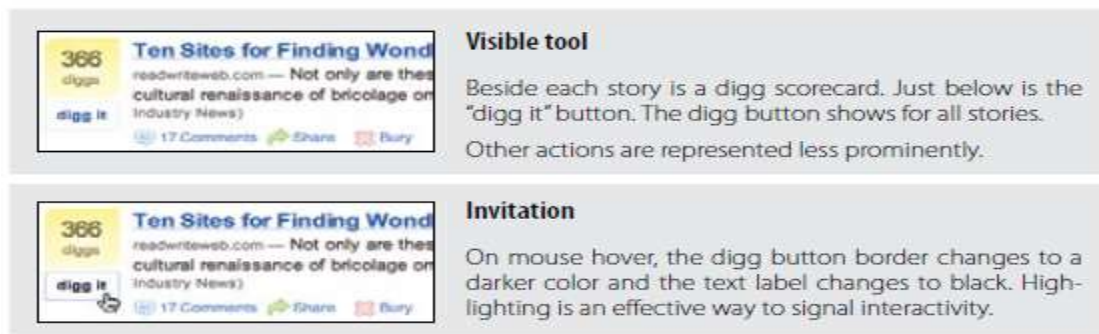 366
diggs
digg it
Ten Sites for Finding Wond
readwriteweb.com — Not only are thes
cultural renaissance of bricolage on
Industry News)
17 Comments Share Bury
Visible tool
Beside each story is a digg scorecard. Just below is the
"digg it" button. The digg button shows for all stories.
Other actions are represented less prominently.
366
diggs
digg it
Ten Sites for Finding Wond
readwriteweb.com — Not only are thes
cultural renaissance of bricolage on
Industry News)
17 Comments Share Bury
Invitation
On mouse hover, the digg button border changes to a
darker color and the text label changes to black. High-
lighting is an effective way to signal interactivity.